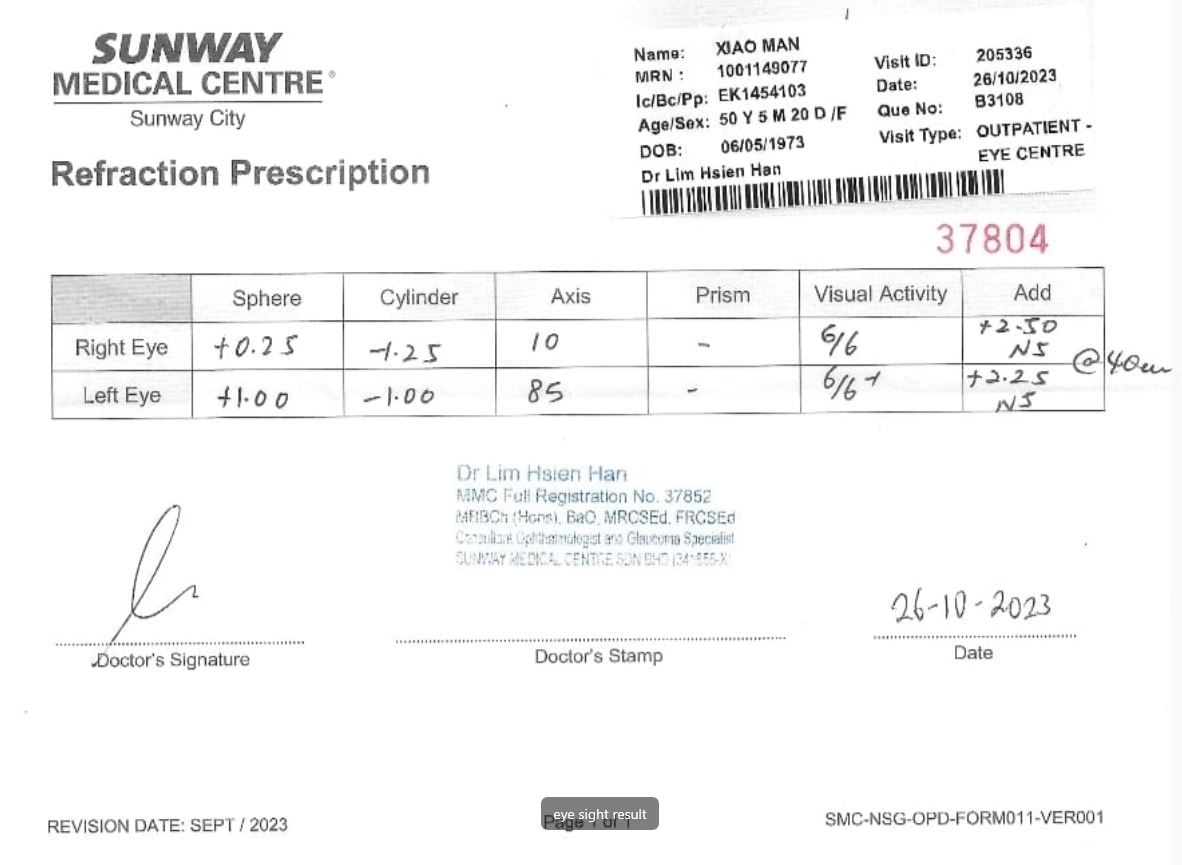 SUNWAY
MEDICAL CENTRE®
Sunway City
Refraction Prescription
Name: XIAO MAN
MRN : 1001149077
Ic/Bc/Pp: EK1454103
Age/Sex: 50 Y 5 M 20 D /F
DOB: 06/05/1973
Dr Lim Hsien Han
Visit ID: 205336
Date: 26/10/2023
Que No: B3108
Visit Type: OUTPATIENT -
EYE CENTRE
37804
Sphere Cylinder Axis Prism Visual Activity Add
Right Eye +0.25 -1.25 10 - 6/6 +2.50 N5
Left Eye +1.00 -1.00 85 - 6/6+ +2.25 N5
@40cm
Dr Lim Hsien Han
MMC Full Registration No. 37852
MBBCh (Hons), BaO, MRCSEd, FRCSEd
Consultant Ophthalmologist and Glaucoma Specialist
SUNWAY MEDICAL CENTRE SDN BHD
26-10-2023
Doctor's Signature
Doctor's Stamp
Date
eye sight result
REVISION DATE: SEPT / 2023
Page 1 of 1
SMC-NSG-OPD-FORM011-VER001